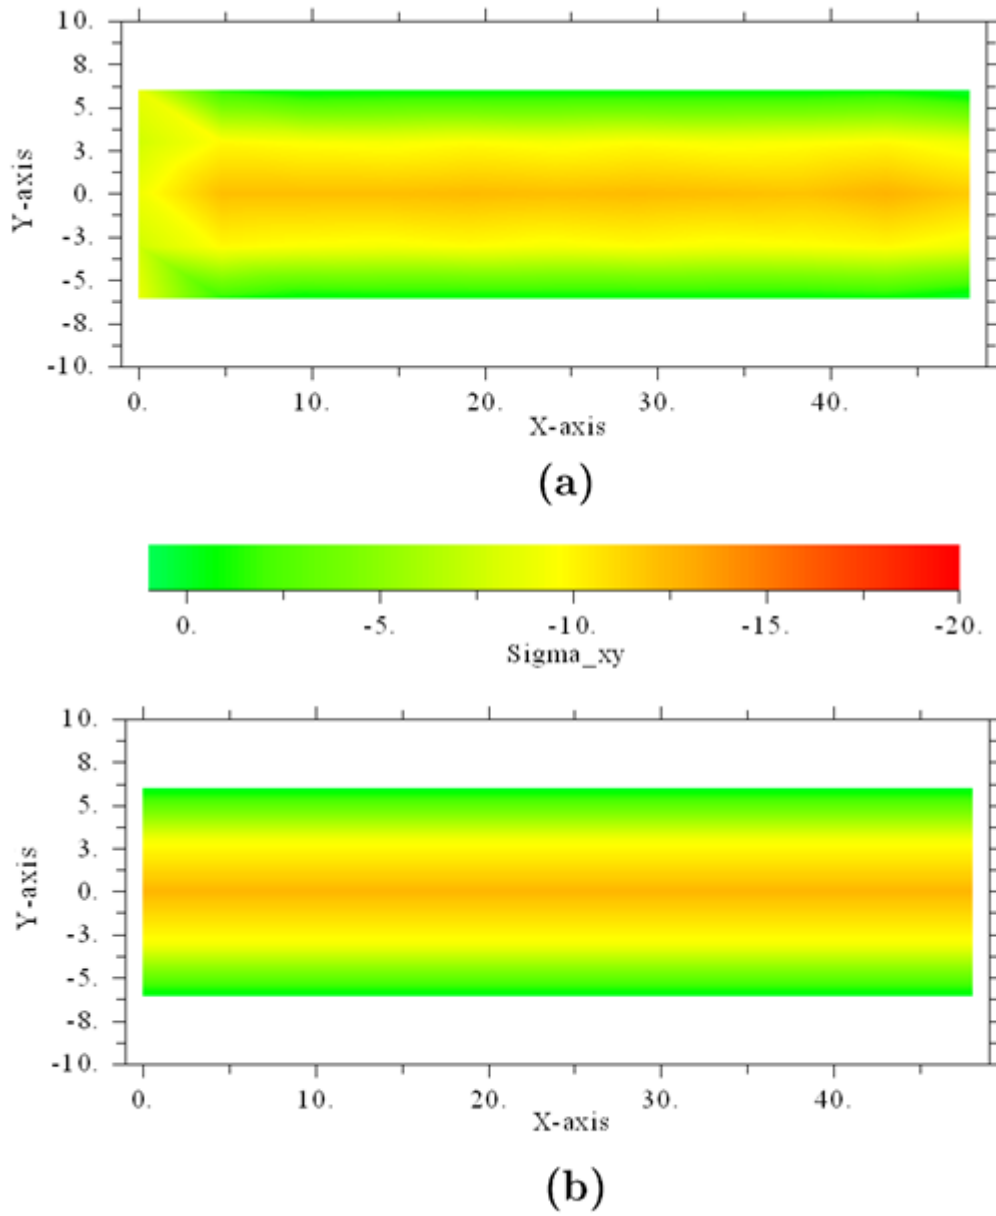 10.
8.
5.
3.
0.
-3.
-5.
-8.
-10.
Y-axis
0. 10. 20. 30. 40.
X-axis
(a)
0. -5. -10. -15. -20.
Sigma_xy
10.
8.
5.
3.
0.
-3.
-5.
-8.
-10.
Y-axis
0. 10. 20. 30. 40.
X-axis
(b)